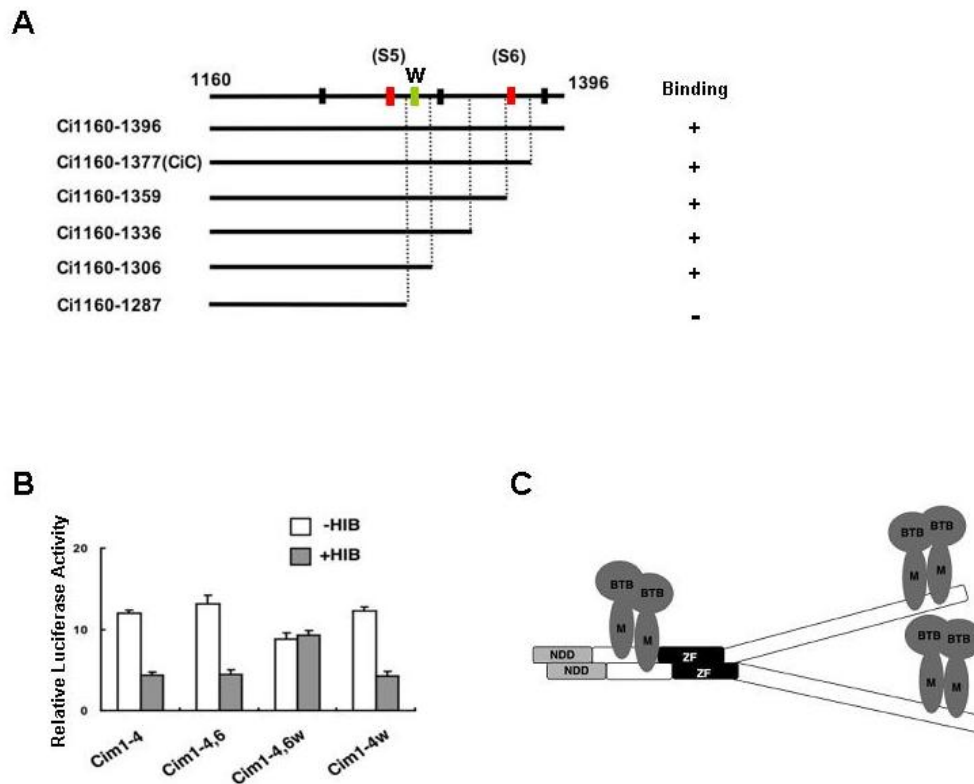 A
(S5)
(S6)
W
1160
1396
Binding
Ci1160-1396
+
Ci1160-1377(CiC)
+
Ci1160-1359
+
Ci1160-1336
+
Ci1160-1306
+
Ci1160-1287
-
B
Relative Luciferase Activity
20
10
0
-HIB
+HIB
Cim1-4
Cim1-4,6
Cim1-4,6w
Cim1-4w
C
BTB
BTB
M
M
NDD
ZF
NDD
ZF
BTB
BTB
M
M
BTB
BTB
M
M